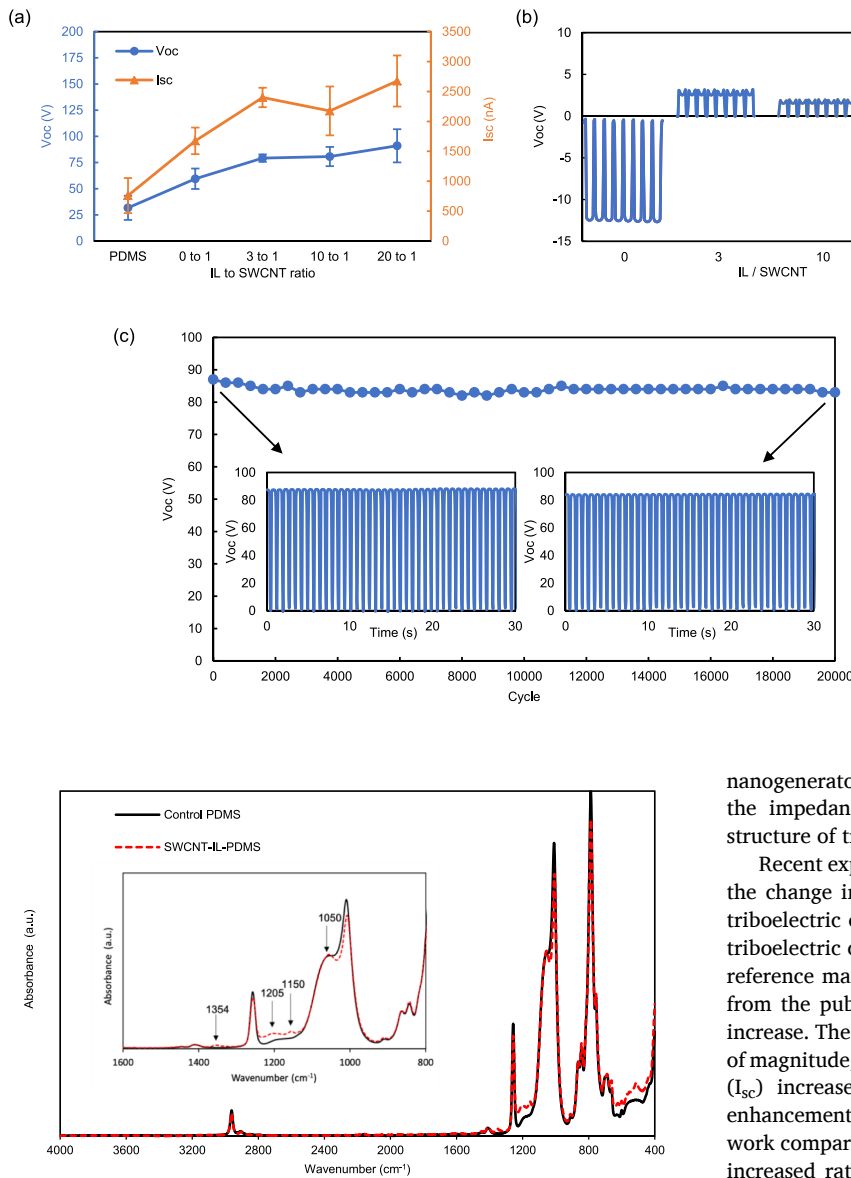 (a)
200
175
150
125
100
75
50
25
0
Voc (V)
Voc
Isc
3500
3000
2500
2000
1500
1000
500
0
Isc (nA)
PDMS 0 to 1 3 to 1 10 to 1 20 to 1
IL to SWCNT ratio
(b)
10
5
0
-5
-10
-15
Voc (V)
0 3 10
IL / SWCNT
(c)
100
90
80
70
60
50
40
30
20
10
0
Voc (V)
100
80
60
40
20
0
Voc (V)
0 10 20 30
Time (s)
100
80
60
40
20
0
Voc (V)
0 10 20 30
Time (s)
0 2000 4000 6000 8000 10000 12000 14000 16000 18000 20000
Cycle
Control PDMS
SWCNT-IL-PDMS
Absorbance (a.u.)
Absorbance (a.u.)
1354
1205
1150
1050
1600 1400 1200 1000 800
Wavenumber (cm⁻¹)
4000 3600 3200 2800 2400 2000 1600 1200 800 400
Wavenumber (cm⁻¹)
the impedan
structure of t
Recent exp
the change in
triboelectric
triboelectric
reference ma
from the pub
increase. The
of magnitude,
(Isc) increase
enhancement
work compar
increased rat